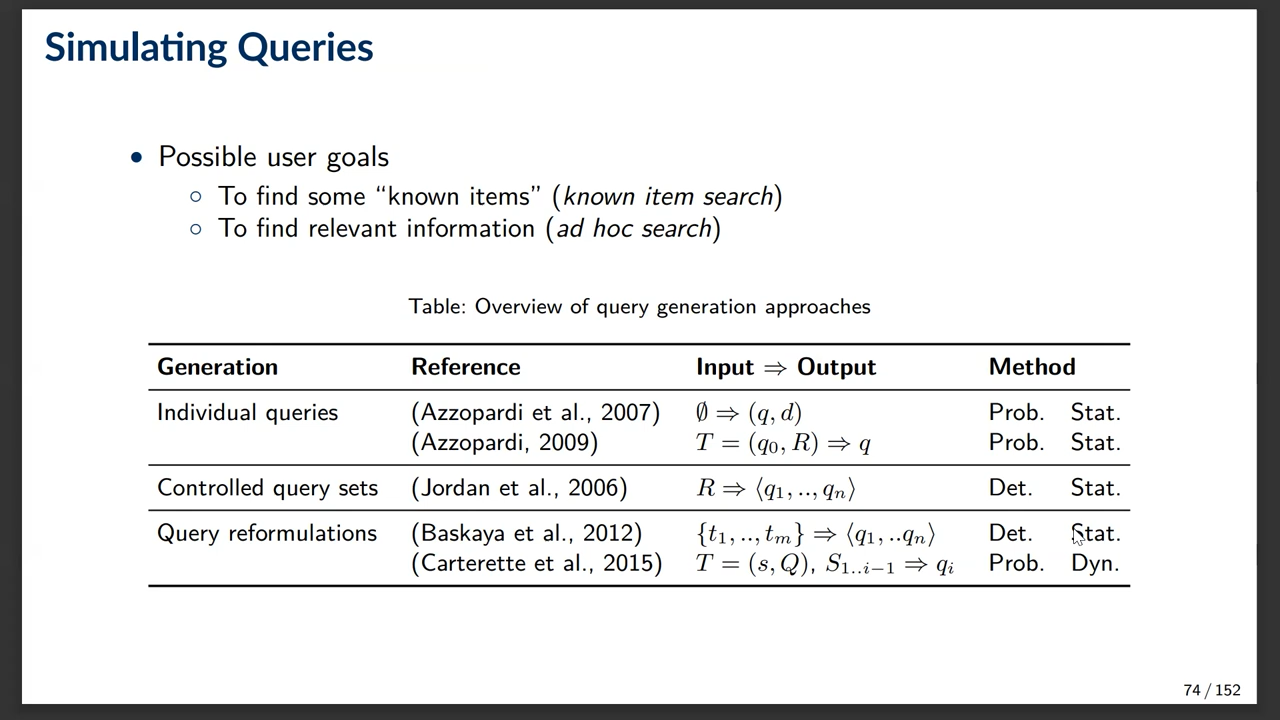 Simulating Queries
• Possible user goals
○ To find some “known items” (known item search)
○ To find relevant information (ad hoc search)
Table: Overview of query generation approaches
Generation Reference Input ⇒ Output Method
Individual queries (Azzopardi et al., 2007) ∅ ⇒ (q, d) Prob. Stat.
(Azzopardi, 2009) T = (q₀, R) ⇒ q Prob. Stat.
Controlled query sets (Jordan et al., 2006) R ⇒ ⟨q₁, .., qₙ⟩ Det. Stat.
Query reformulations (Baskaya et al., 2012) {t₁, .., tₘ} ⇒ ⟨q₁, ..qₙ⟩ Det. Stat.
(Carterette et al., 2015) T = (s, Q), S₁..ᵢ₋₁ ⇒ qᵢ Prob. Dyn.
74 / 152